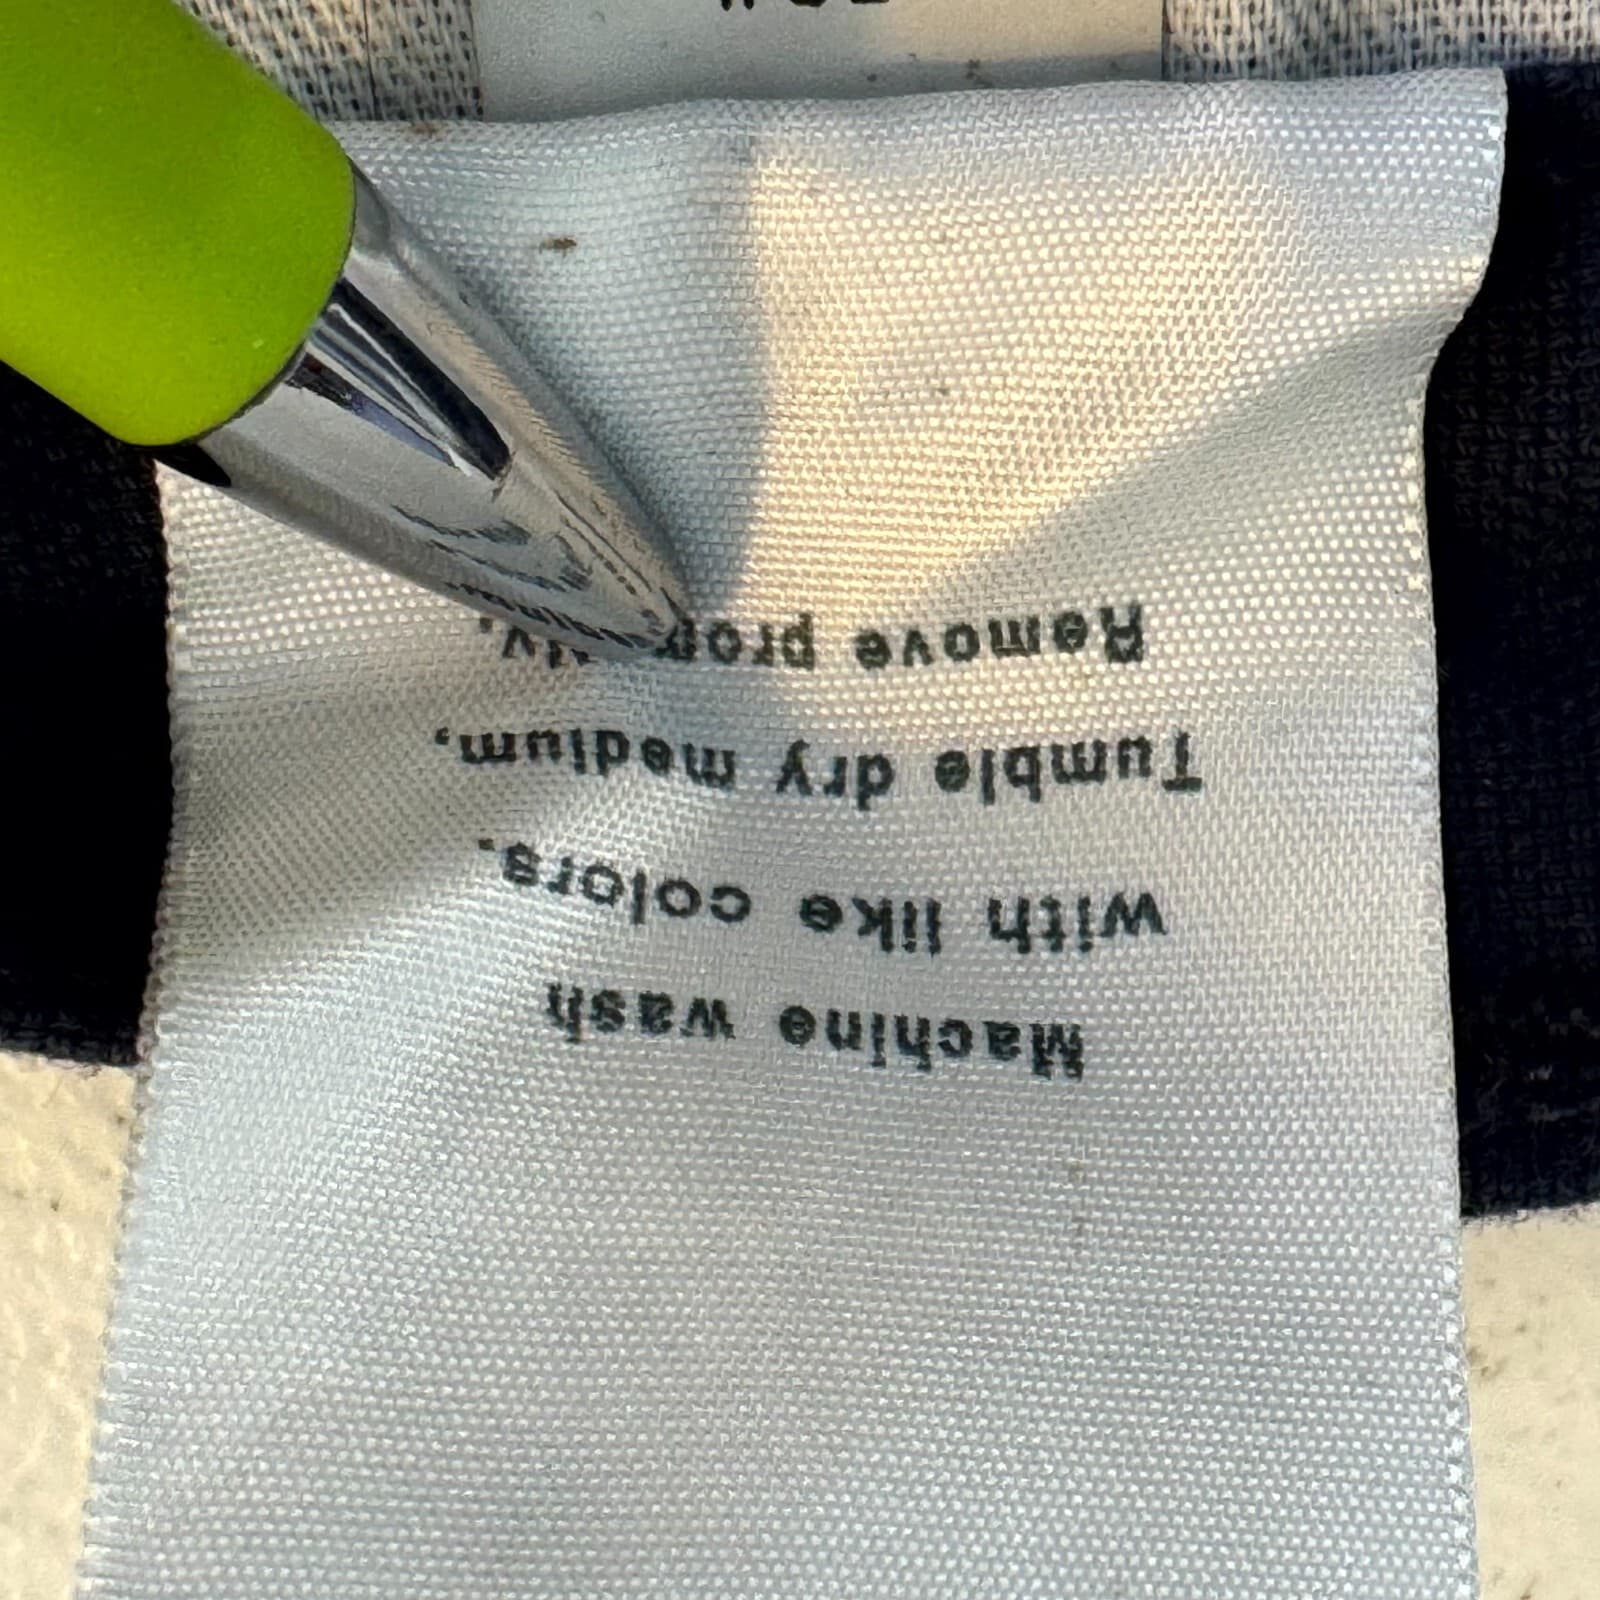 Machine wash
with like colors.
Tumble dry medium.
Remove